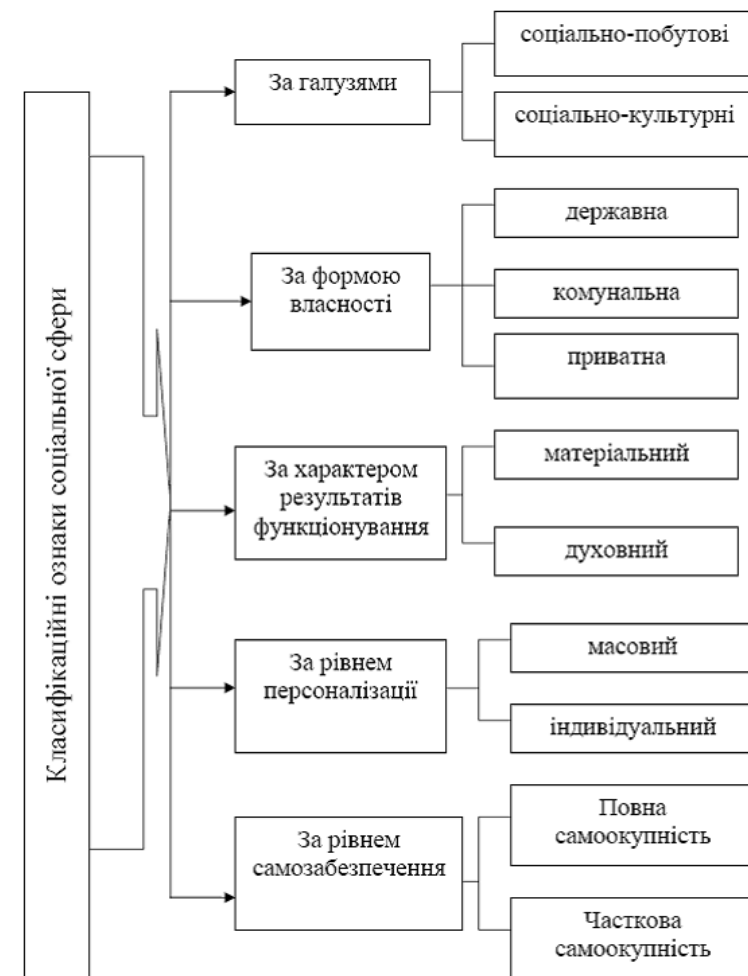 Класифікаційні ознаки соціальної сфери
За галузями
соціально-побутові
соціально-культурні
За формою
власності
державна
комунальна
приватна
За характером
результатів
функціонування
матеріальний
духовний
За рівнем
персоналізації
масовий
індивідуальний
За рівнем
самозабезпечення
Повна
самоокупність
Часткова
самоокупність